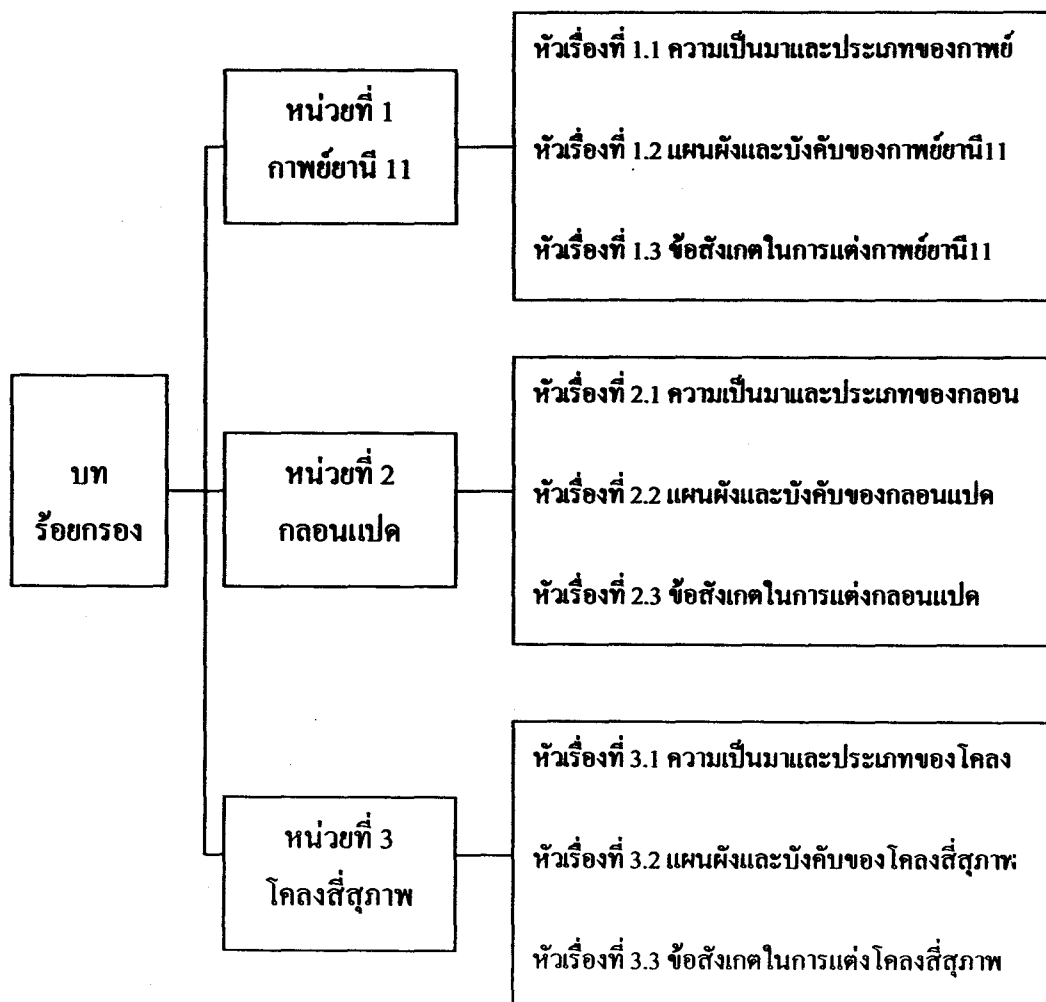 บท
ร้อยกรอง
หน่วยที่ 1
กาพย์ยานี 11
หัวเรื่องที่ 1.1 ความเป็นมาและประเภทของกาพย์
หัวเรื่องที่ 1.2 แผนผังและบังคับของกาพย์ยานี11
หัวเรื่องที่ 1.3 ข้อสังเกตในการแต่งกาพย์ยานี11
หน่วยที่ 2
กลอนแปด
หัวเรื่องที่ 2.1 ความเป็นมาและประเภทของกลอน
หัวเรื่องที่ 2.2 แผนผังและบังคับของกลอนแปด
หัวเรื่องที่ 2.3 ข้อสังเกตในการแต่งกลอนแปด
หน่วยที่ 3
โคลงสี่สุภาพ
หัวเรื่องที่ 3.1 ความเป็นมาและประเภทของโคลง
หัวเรื่องที่ 3.2 แผนผังและบังคับของโคลงสี่สุภาพ
หัวเรื่องที่ 3.3 ข้อสังเกตในการแต่งโคลงสี่สุภาพ